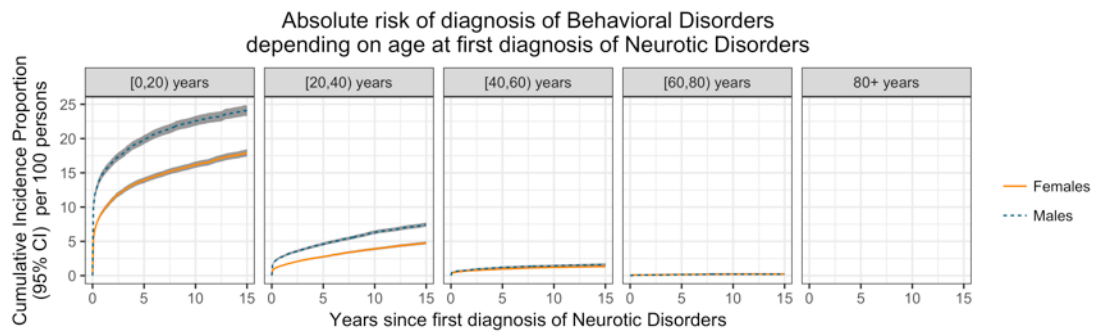 Absolute risk of diagnosis of Behavioral Disorders
depending on age at first diagnosis of Neurotic Disorders
[0,20) years
[20,40) years
[40,60) years
[60,80) years
80+ years
Cumulative Incidence Proportion
(95% CI) per 100 persons
25
20
15
10
5
0
0 5 10 15
0 5 10 15
0 5 10 15
0 5 10 15
0 5 10 15
Years since first diagnosis of Neurotic Disorders
Females
Males